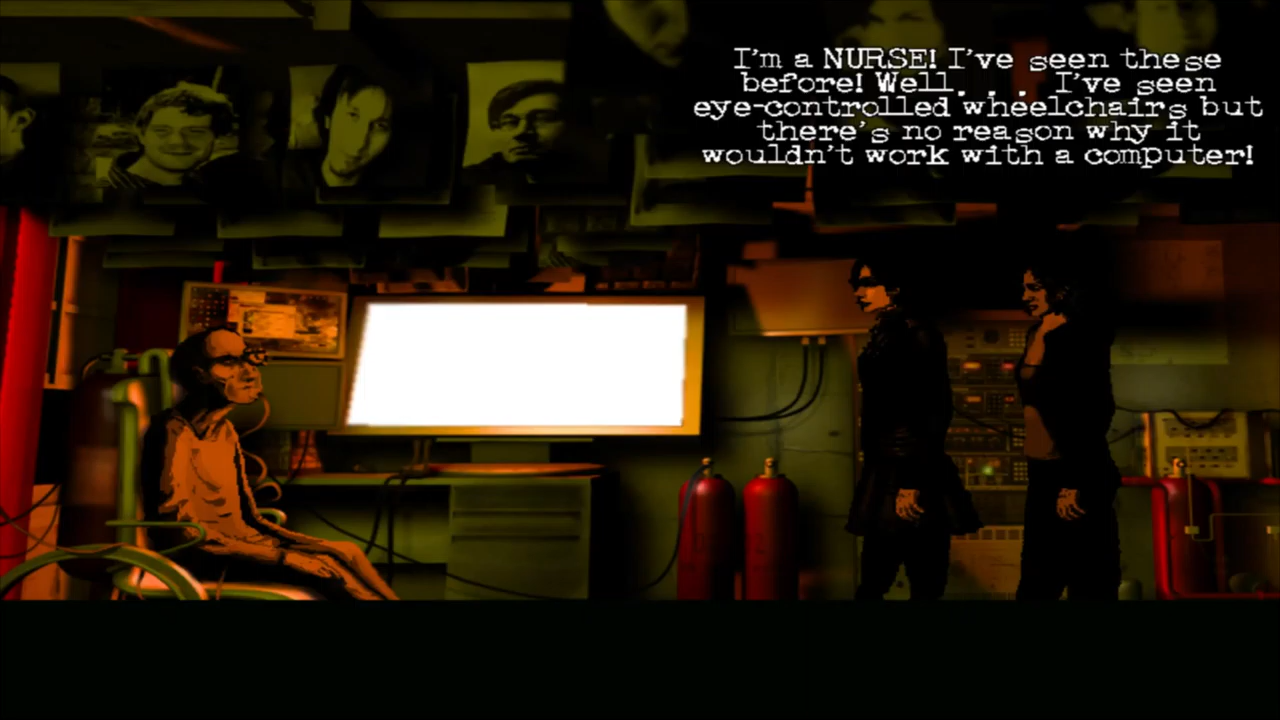 I'm a NURSE! I've seen these
before! Well. . . I've seen
eye-controlled wheelchairs but
there's no reason why it
wouldn't work with a computer!